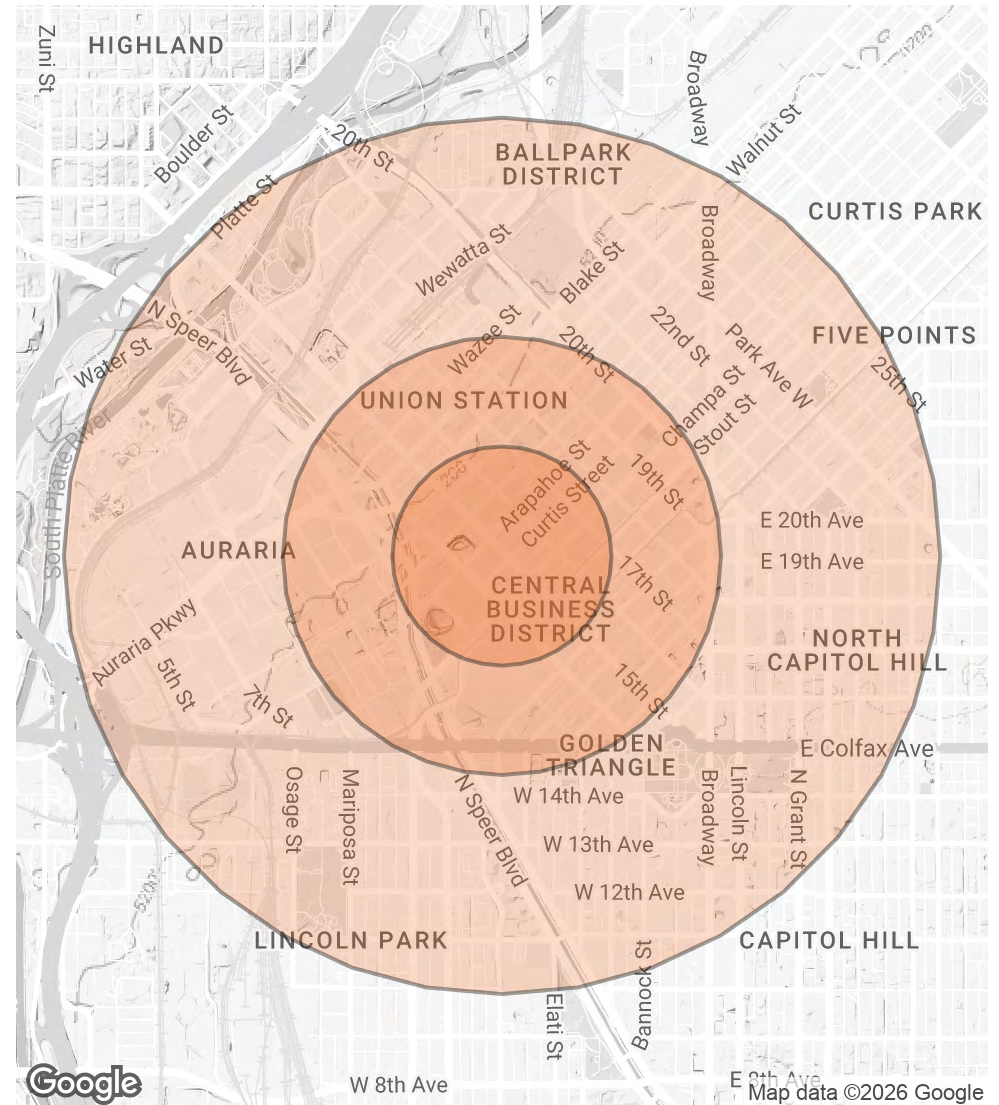 HIGHLAND
Zuni St
Boulder St
20th St
Platte St
BALLPARK
DISTRICT
Broadway
Walnut St
5200
CURTIS PARK
Broadway
Wewatta St
Blake St
N Speer Blvd
Water St
Wazee St
20th St
22nd St
Park Ave W
FIVE POINTS
25th St
Champa St
Stout St
UNION STATION
South Platte River
5200
Arapahoe St
Curtis Street
19th St
E 20th Ave
E 19th Ave
AURARIA
17th St
CENTRAL
BUSINESS
DISTRICT
Auraria Pkwy
5th St
7th St
15th St
NORTH
CAPITOL HILL
GOLDEN
TRIANGLE
E Colfax Ave
Osage St
Mariposa St
N Speer Blvd
W 14th Ave
Broadway
Lincoln St
N Grant St
W 13th Ave
W 12th Ave
5200
LINCOLN PARK
CAPITOL HILL
Elati St
Bannock St
W 8th Ave
E 8th Ave
Google
Map data ©2026 Google